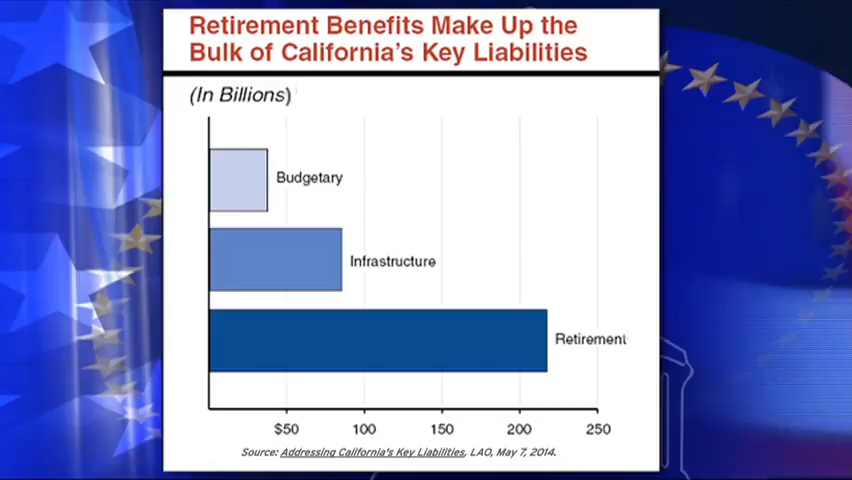 Retirement Benefits Make Up the
Bulk of California's Key Liabilities
(In Billions)
Budgetary
Infrastructure
Retirement
$50 100 150 200 250
Source: Addressing California's Key Liabilities, LAO, May 7, 2014.